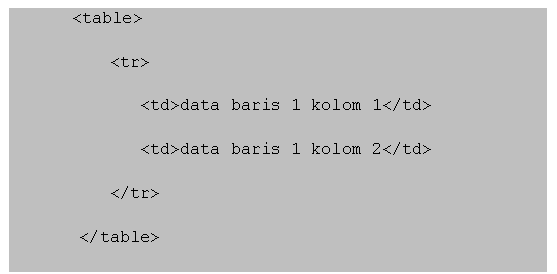 <table>
<tr>
<td>data baris 1 kolom 1</td>
<td>data baris 1 kolom 2</td>
</tr>
</table>